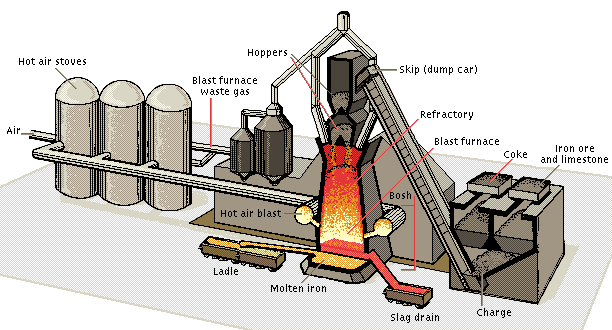 Hoppers
Hot air stoves
Skip (dump car)
Blast furnace
waste gas
Refractory
Air
Blast furnace
Coke
Iron ore
and limestone
Bosh
Hot air blast
Ladle
Molten iron
Charge
Slag drain